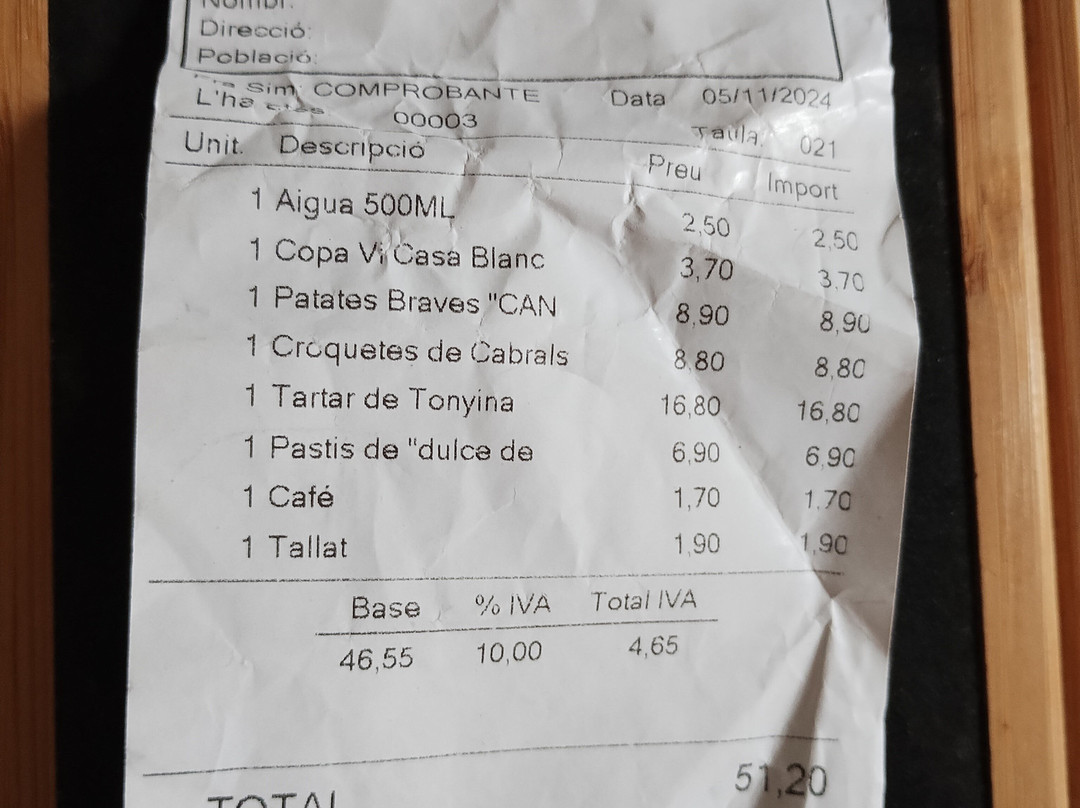 Nombr:
Direcció:
Població:
Sim. COMPROBANTE Data 05/11/2024
L'ha 00003 Taula: 021
Unit. Descripció Preu Import
1 Aigua 500ML 2,50 2,50
1 Copa Vi Casa Blanc 3,70 3,70
1 Patates Braves "CAN 8,90 8,90
1 Croquetes de Cabrals 8,80 8,80
1 Tartar de Tonyina 16,80 16,80
1 Pastis de "dulce de 6,90 6,90
1 Café 1,70 1,70
1 Tallat 1,90 1,90
Base % IVA Total IVA
46,55 10,00 4,65
TOTAL 51,20